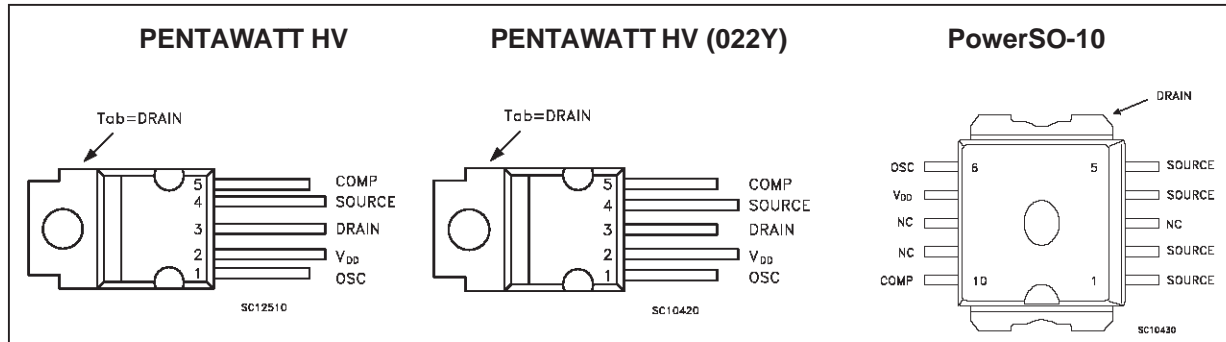 PENTAWATT HV
Tab=DRAIN
5 COMP
4 SOURCE
3 DRAIN
2 VDD
1 OSC
SC12510
PENTAWATT HV (022Y)
Tab=DRAIN
5 COMP
4 SOURCE
3 DRAIN
2 VDD
1 OSC
SC10420
PowerSO-10
DRAIN
OSC 6 5 SOURCE
VDD SOURCE
NC NC
NC SOURCE
COMP 10 1 SOURCE
SC10430